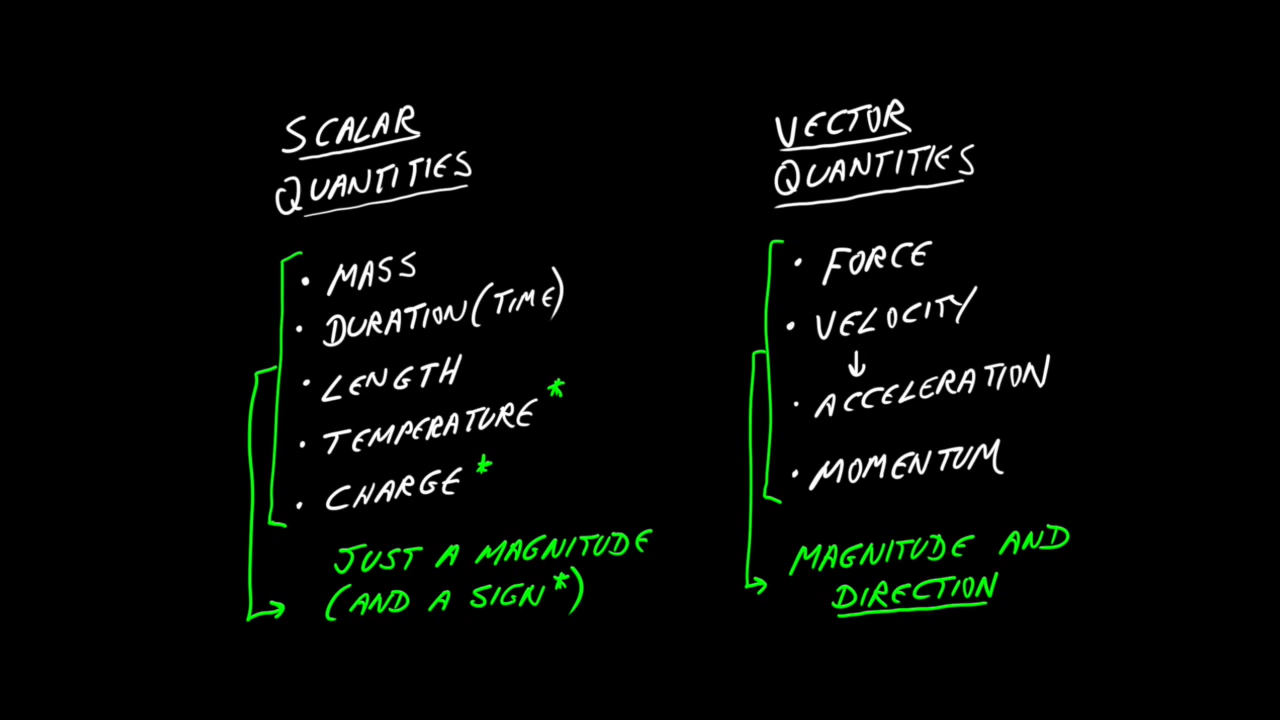 SCALAR
QUANTITIES
• MASS
• DURATION (TIME)
• LENGTH
• TEMPERATURE*
• CHARGE*
JUST A MAGNITUDE
(AND A SIGN*)
VECTOR
QUANTITIES
• FORCE
• VELOCITY
↓
• ACCELERATION
• MOMENTUM
MAGNITUDE AND
DIRECTION